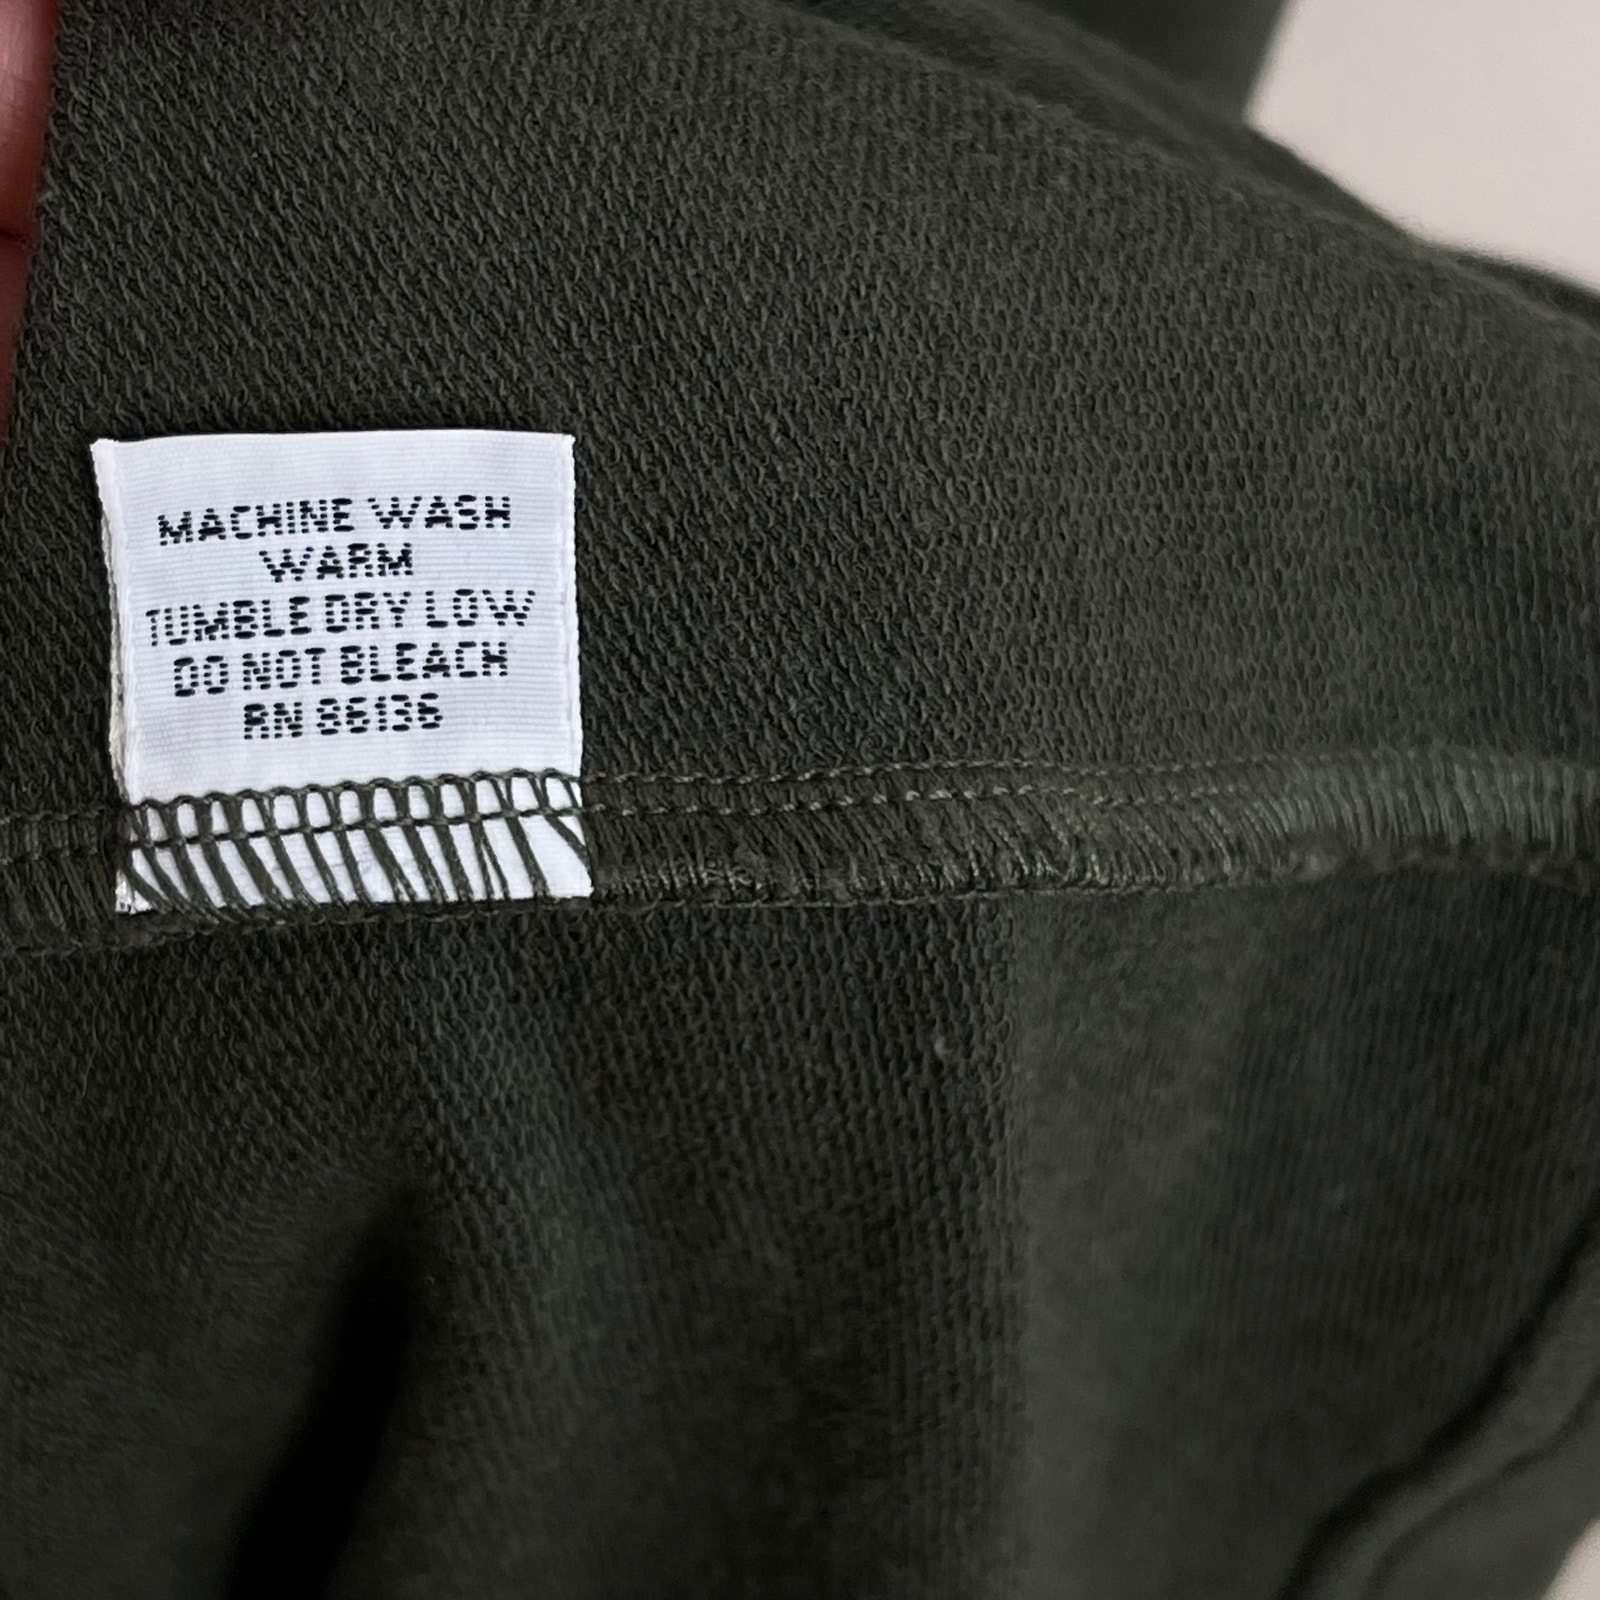 MACHINE WASH
WARM
TUMBLE DRY LOW
DO NOT BLEACH
RN 86136